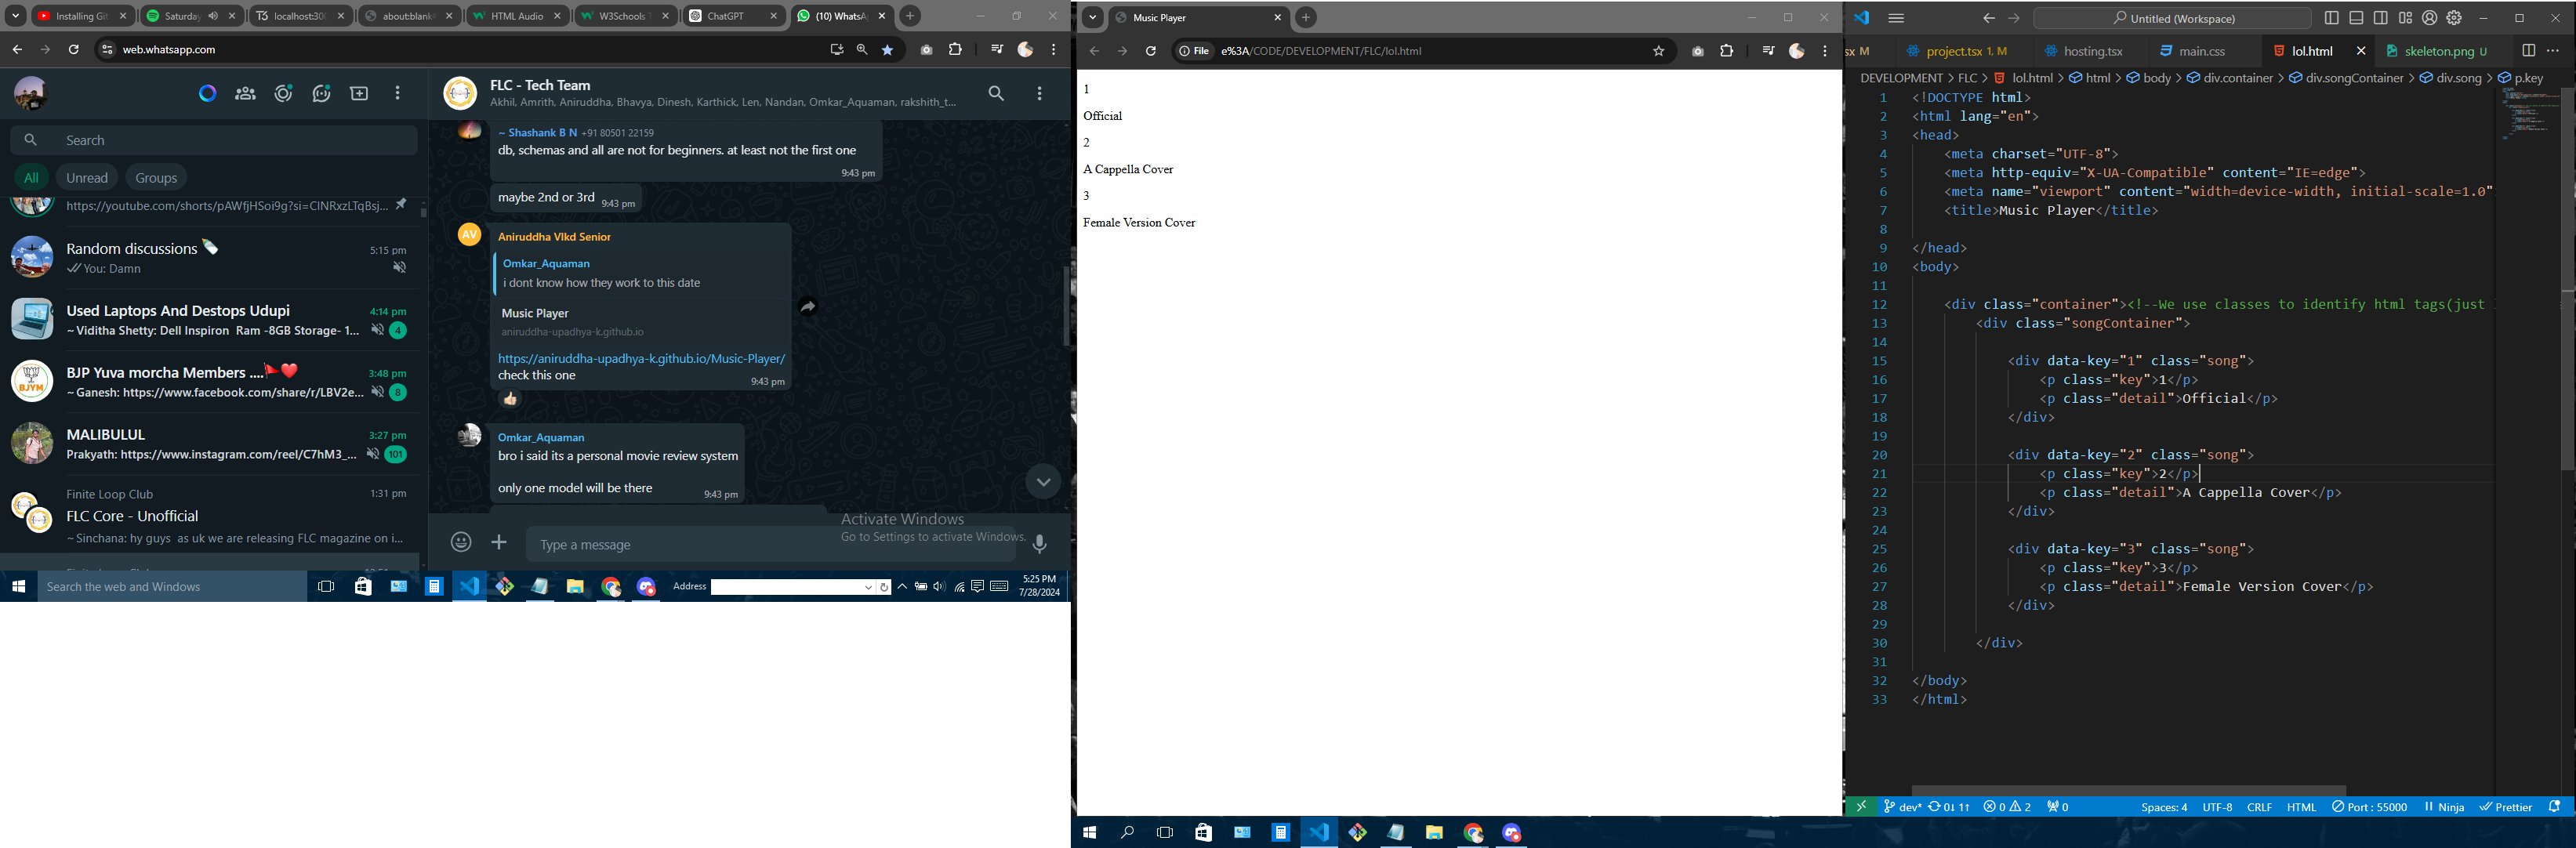 Installing Git
Saturday
localhost:300
about:blank
HTML Audio
W3Schools T
ChatGPT
(10) WhatsA
web.whatsapp.com
Search
All Unread Groups
https://youtube.com/shorts/pAWfjHSoi9g?si=ClNRxzLTqBsj...
Random discussions 🍼 5:15 pm
You: Damn
Used Laptops And Destops Udupi 4:14 pm
~ Viditha Shetty: Dell Inspiron Ram -8GB Storage- 1... 4
BJP Yuva morcha Members ....🚩❤️ 3:48 pm
~ Ganesh: https://www.facebook.com/share/r/LBV2e... 8
MALIBULUL 3:27 pm
Prakyath: https://www.instagram.com/reel/C7hM3_... 101
Finite Loop Club 1:31 pm
FLC Core - Unofficial
~ Sinchana: hy guys as uk we are releasing FLC magazine on i...
FLC - Tech Team
Akhil, Amrith, Aniruddha, Bhavya, Dinesh, Karthick, Len, Nandan, Omkar_Aquaman, rakshith_t...
~ Shashank B N +91 80501 22159
db, schemas and all are not for beginners. at least not the first one
9:43 pm
maybe 2nd or 3rd 9:43 pm
AV
Aniruddha Vlkd Senior
Omkar_Aquaman
i dont know how they work to this date
Music Player
aniruddha-upadhya-k.github.io
https://aniruddha-upadhya-k.github.io/Music-Player/
check this one 9:43 pm
👍🏻
Omkar_Aquaman
bro i said its a personal movie review system
only one model will be there 9:43 pm
Activate Windows
Go to Settings to activate Windows.
Type a message
Search the web and Windows
Address
5:25 PM
7/28/2024
Music Player
File e%3A/CODE/DEVELOPMENT/FLC/lol.html
1
Official
2
A Cappella Cover
3
Female Version Cover
Untitled (Workspace)
sx M project.tsx 1, M hosting.tsx main.css lol.html skeleton.png U
DEVELOPMENT > FLC > lol.html > html > body > div.container > div.songContainer > div.song > p.key
1 <!DOCTYPE html>
2 <html lang="en">
3 <head>
4 <meta charset="UTF-8">
5 <meta http-equiv="X-UA-Compatible" content="IE=edge">
6 <meta name="viewport" content="width=device-width, initial-scale=1.0"
7 <title>Music Player</title>
8
9 </head>
10 <body>
11
12 <div class="container"><!--We use classes to identify html tags(just
13 <div class="songContainer">
14
15 <div data-key="1" class="song">
16 <p class="key">1</p>
17 <p class="detail">Official</p>
18 </div>
19
20 <div data-key="2" class="song">
21 <p class="key">2</p>
22 <p class="detail">A Cappella Cover</p>
23 </div>
24
25 <div data-key="3" class="song">
26 <p class="key">3</p>
27 <p class="detail">Female Version Cover</p>
28 </div>
29
30 </div>
31
32 </body>
33 </html>
dev* 0↓ 1↑ 0 2 0 Spaces: 4 UTF-8 CRLF HTML Port : 55000 Ninja Prettier